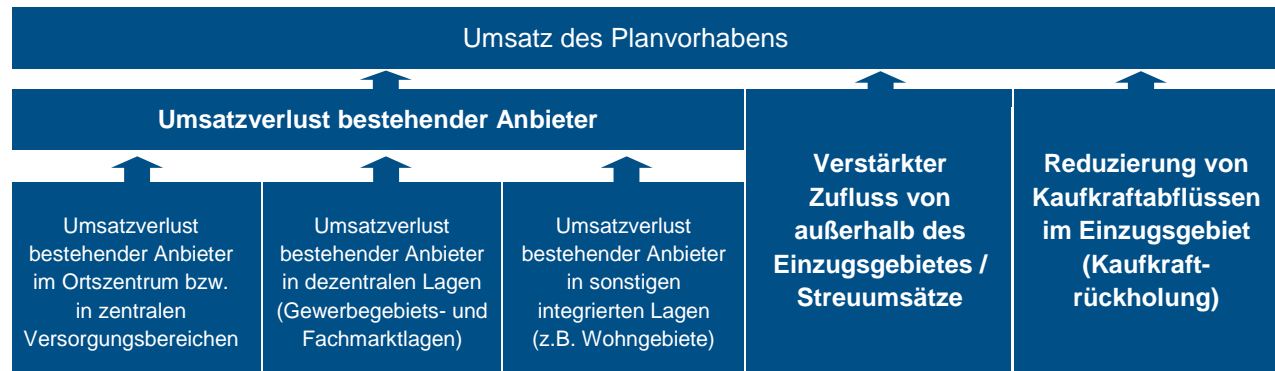 Umsatz des Planvorhabens
Umsatzverlust bestehender Anbieter
Umsatzverlust
bestehender Anbieter
im Ortszentrum bzw.
in zentralen
Versorgungsbereichen
Umsatzverlust
bestehender Anbieter
in dezentralen Lagen
(Gewerbegebiets- und
Fachmarktlagen)
Umsatzverlust
bestehender Anbieter
in sonstigen
integrierten Lagen
(z.B. Wohngebiete)
Verstärkter
Zufluss von
außerhalb des
Einzugsgebietes /
Streuumsätze
Reduzierung von
Kaufkraftabflüssen
im Einzugsgebiet
(Kaufkraft-
rückholung)